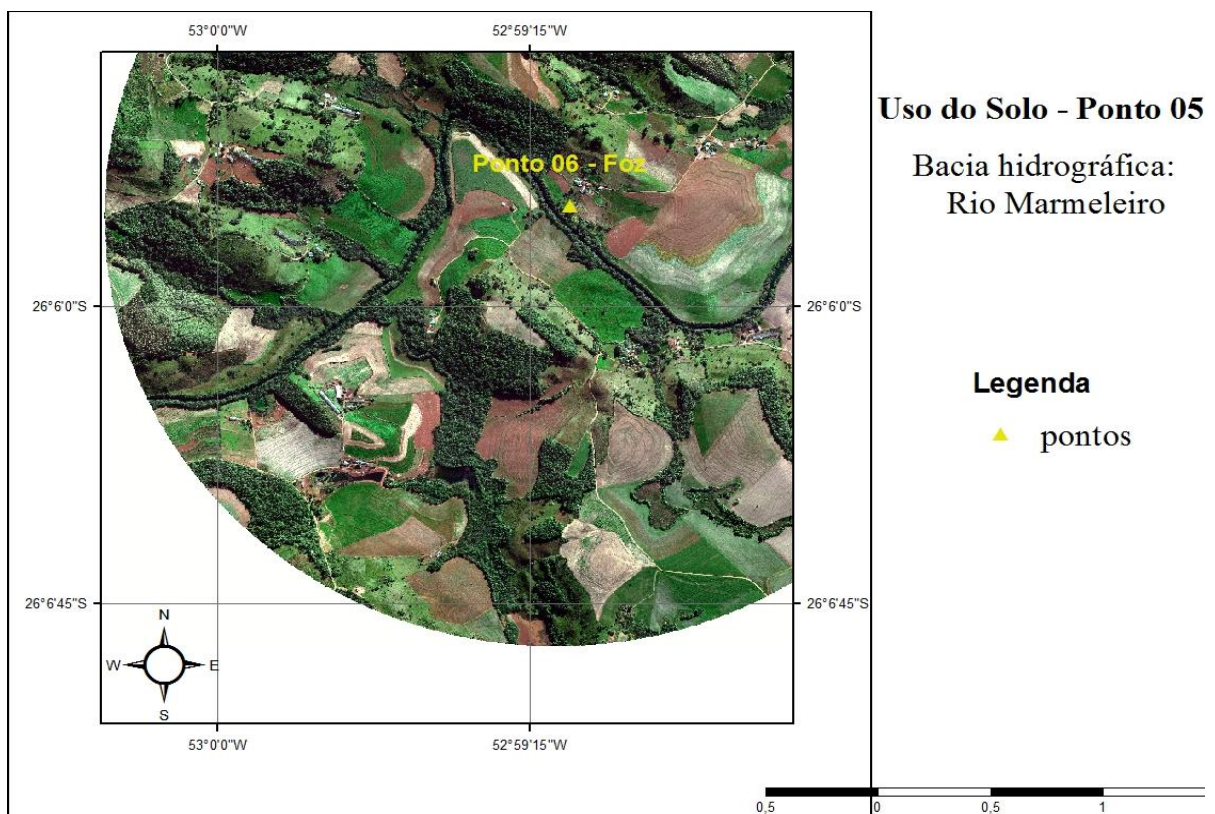 53°0'0"W 52°59'15"W
Uso do Solo - Ponto 05
Bacia hidrográfica:
Rio Marmeleiro
Ponto 06 - Foz
26°6'0"S 26°6'0"S
Legenda
pontos
26°6'45"S 26°6'45"S
N
W E
S
53°0'0"W 52°59'15"W
0,5 0 0,5 1